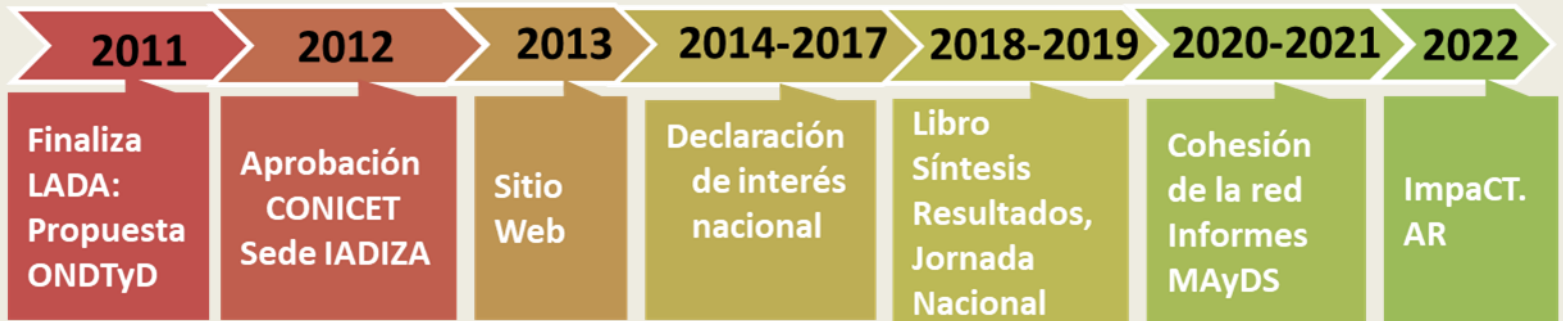 2011
2012
2013
2014-2017
2018-2019
2020-2021
2022
Finaliza
LADA:
Propuesta
ONDTyD
Aprobación
CONICET
Sede IADIZA
Sitio
Web
Declaración
de interés
nacional
Libro
Síntesis
Resultados,
Jornada
Nacional
Cohesión
de la red
Informes
MAyDS
ImpaCT.
AR